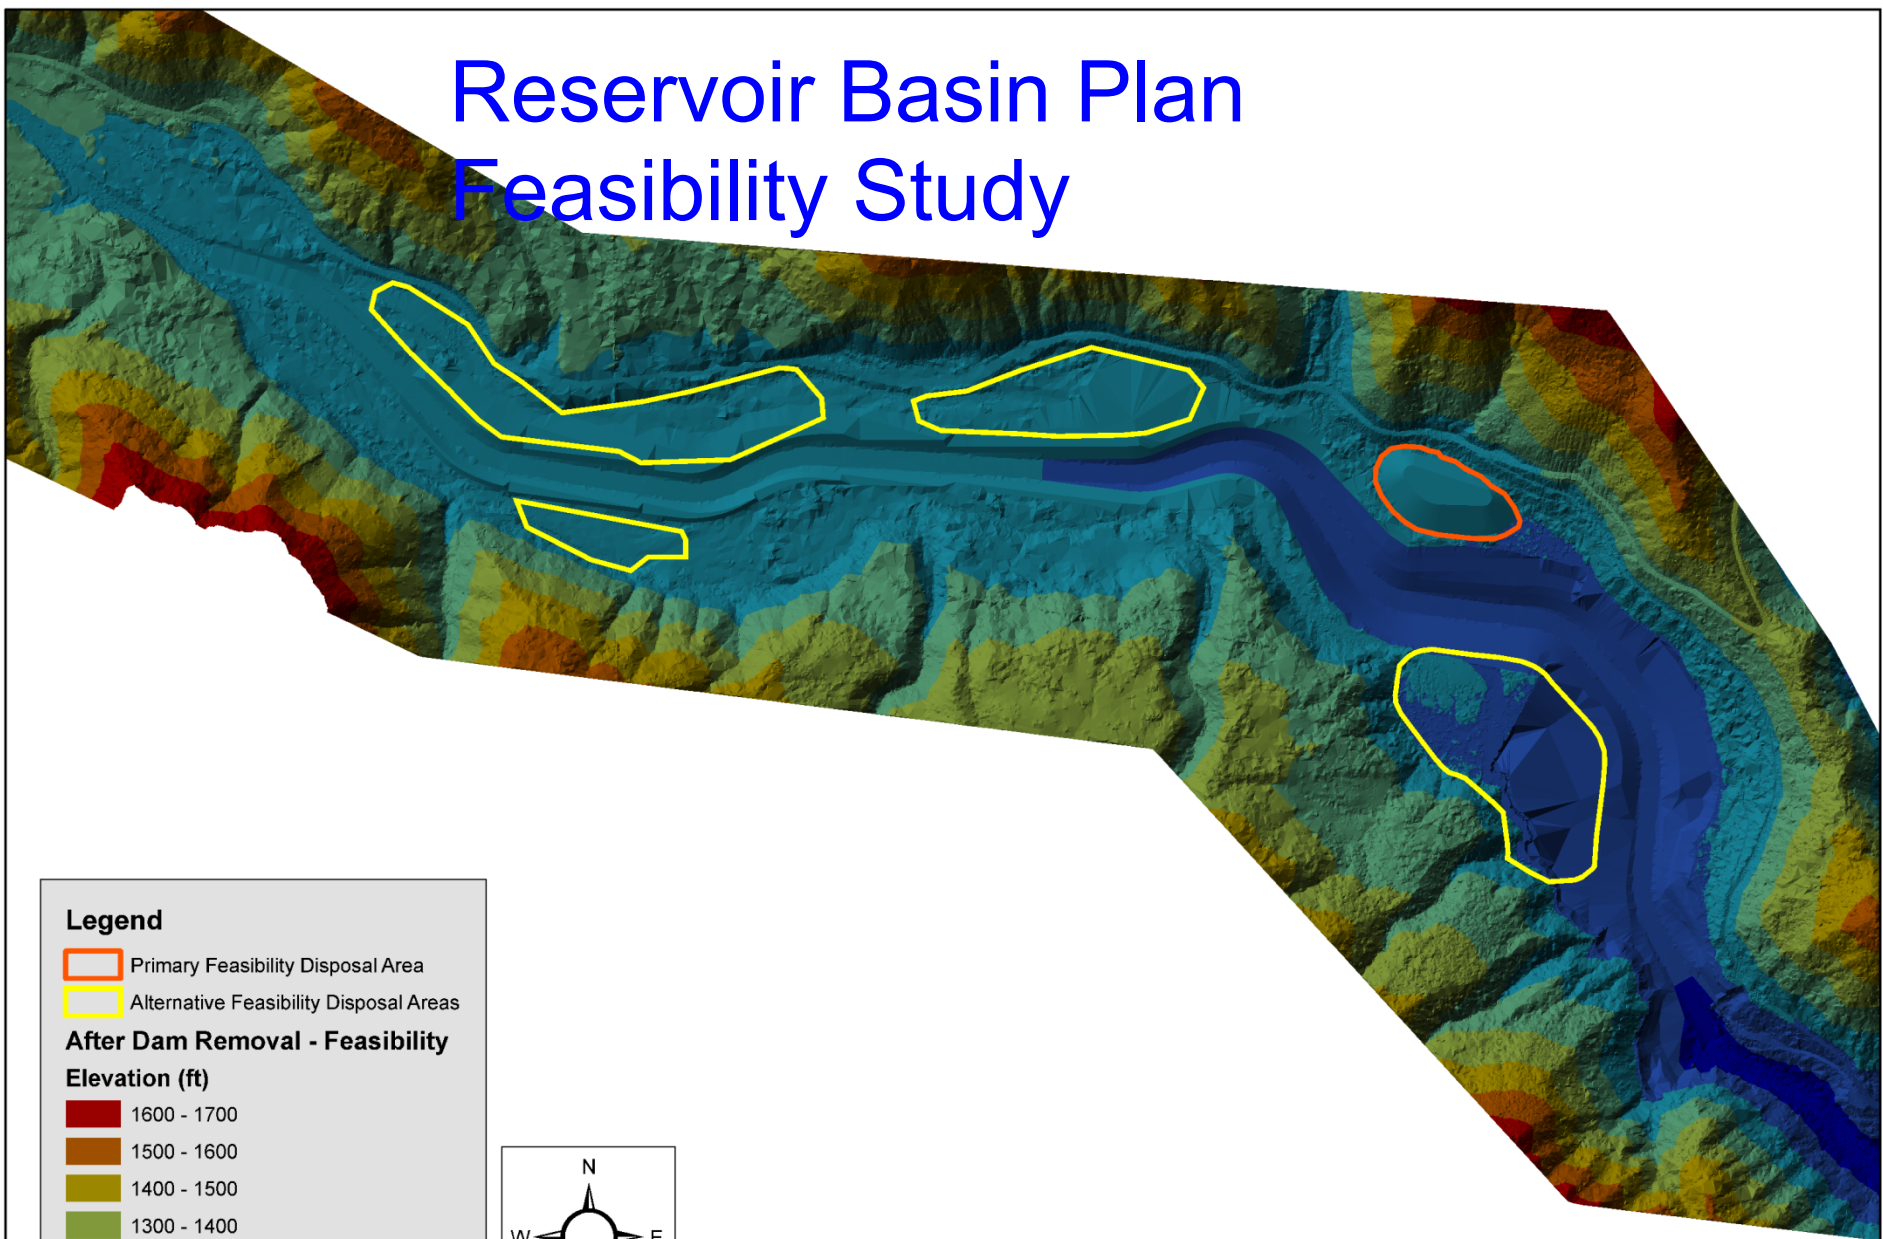 Reservoir Basin Plan
Feasibility Study
Legend
Primary Feasibility Disposal Area
Alternative Feasibility Disposal Areas
After Dam Removal - Feasibility
Elevation (ft)
1600 - 1700
1500 - 1600
1400 - 1500
1300 - 1400
N
W E